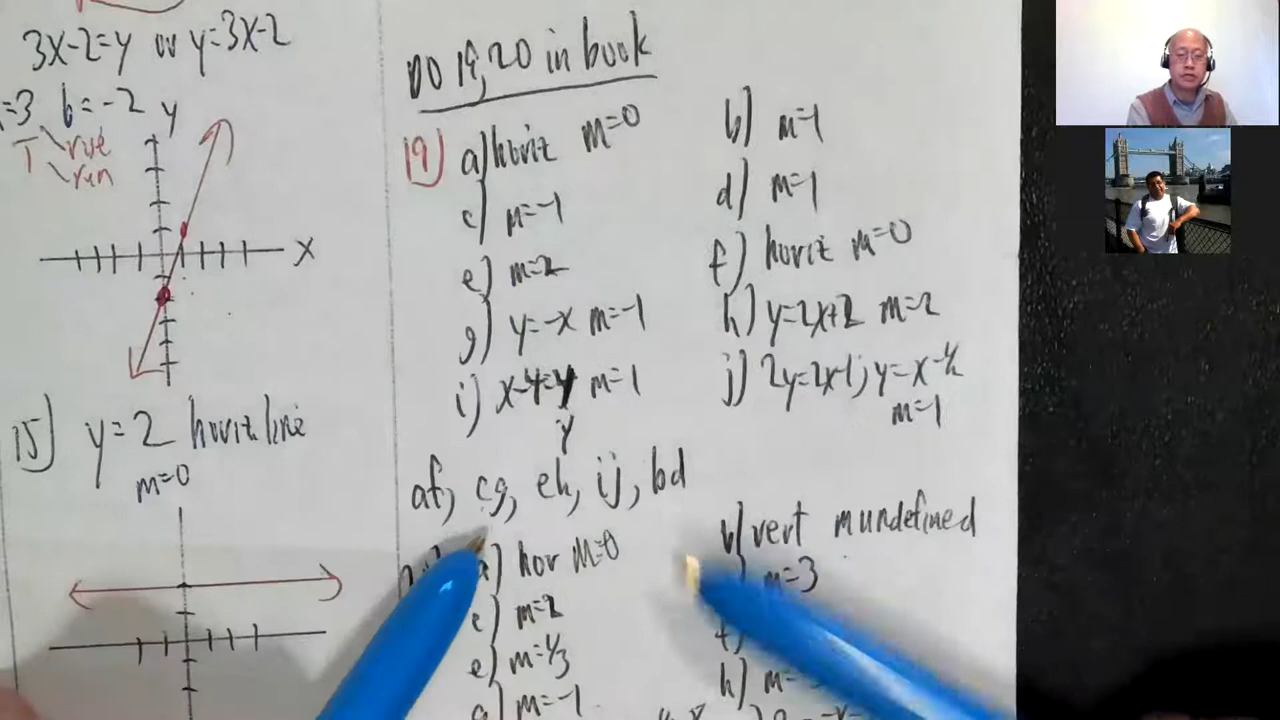 3x-2=y or y=3x-2
=3 b=-2
rise
1 run
y
x
15) y=2 horiz line
m=0
DO 19,20 in book
19) a) horiz m=0
b) m=1
c) m=-1
d) m=1
e) m=2
f) horiz m=0
g) y=-x m=-1
h) y=2x+2 m=2
i) x-4=y m=1
y
j) 2y=2x-1; y=x-1/2
m=1
af, cg, eh, ij, bd
a) hor m=0
b) vert m undefined
c) m=2
m=3
e) m=1/3
f)
g) m=-1
h) m=